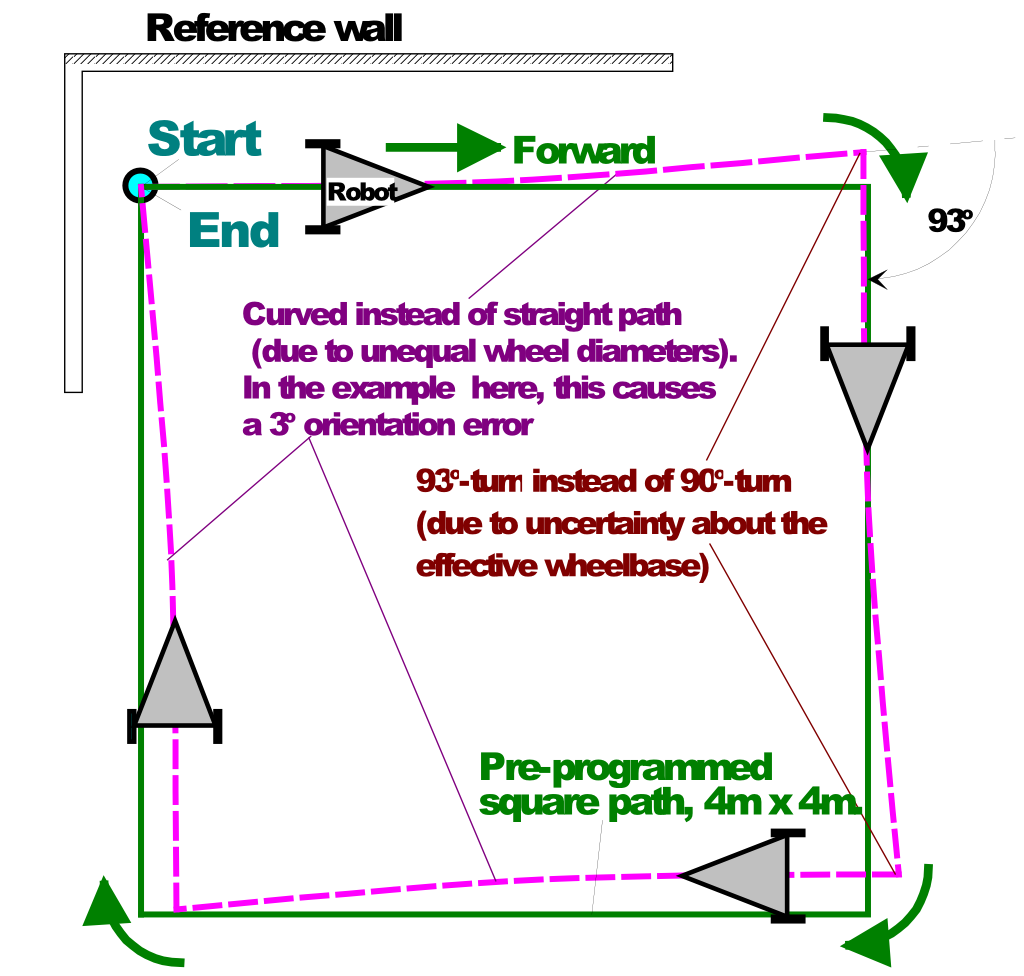 Reference wall
Start
Forward
Robot
End
93º
Curved instead of straight path
(due to unequal wheel diameters).
In the example here, this causes
a 3º orientation error
93º-turn instead of 90º-turn
(due to uncertainty about the
effective wheelbase)
Pre-programmed
square path, 4m x 4m.